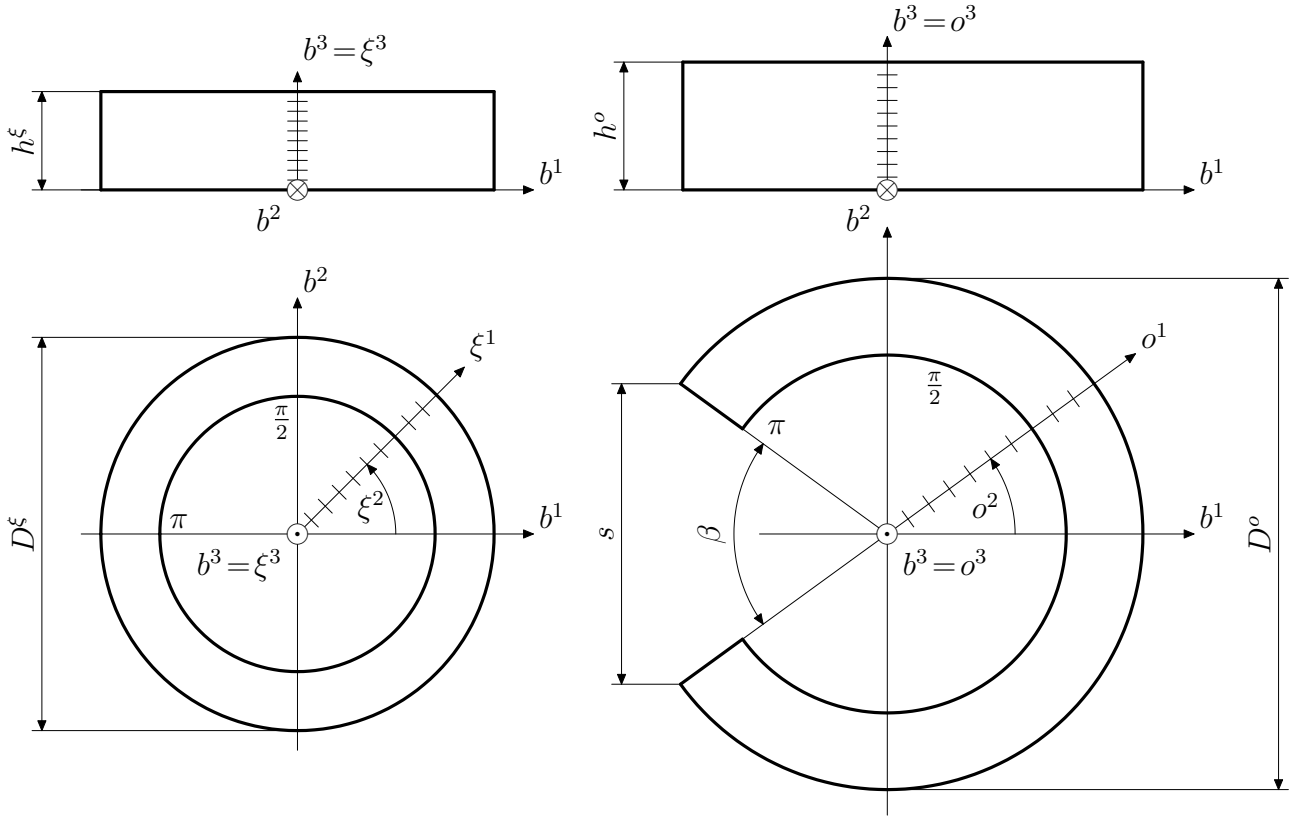 b³ = ξ³
h^ξ
b¹
b²
b³ = o³
h^o
b¹
b²
b²
ξ¹
π/2
π
ξ²
b¹
b³ = ξ³
D^ξ
o¹
π/2
π
o²
b¹
b³ = o³
s
β
D^o